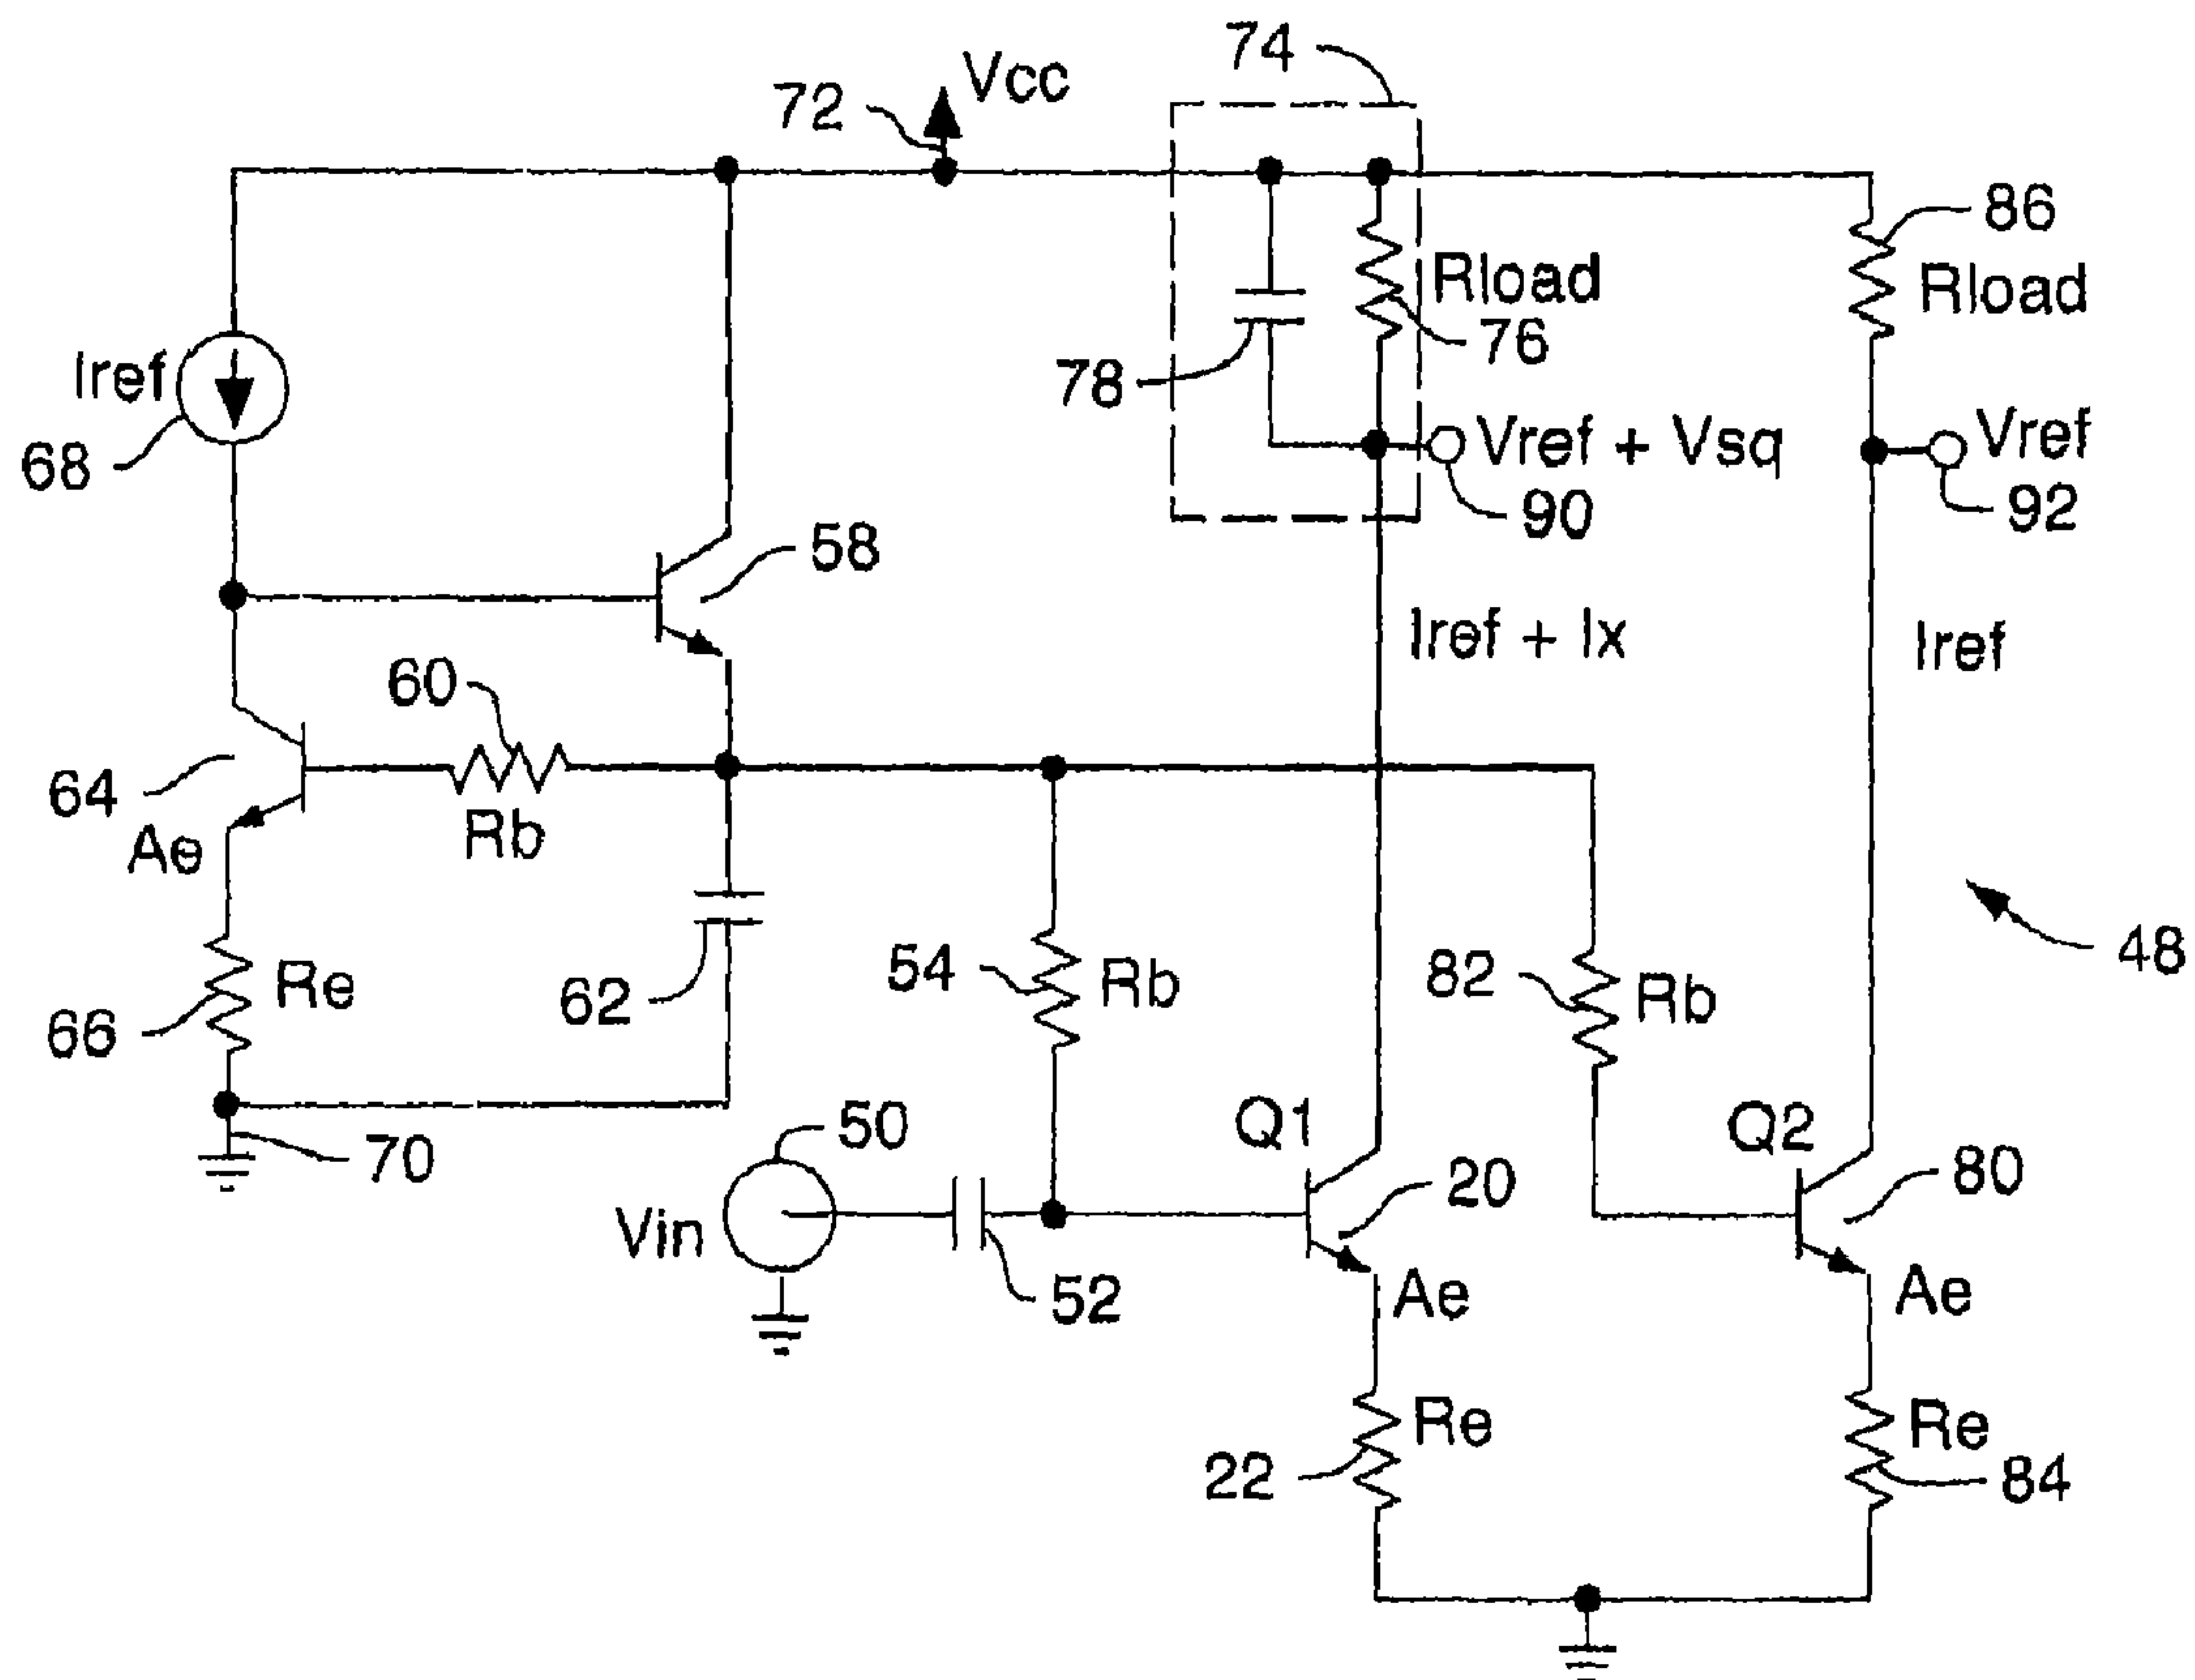 74
Vcc
72
86
Rload
Rload
76
Iref
78
68
Vref + Vsq
Vref
90
92
58
Iref + Ix
Iref
60
64
Rb
Ae
48
54
Rb
82
Rb
Re
62
66
50
Q1
Q2
70
20
80
Vin
52
Ae
Ae
Re
Re
22
84